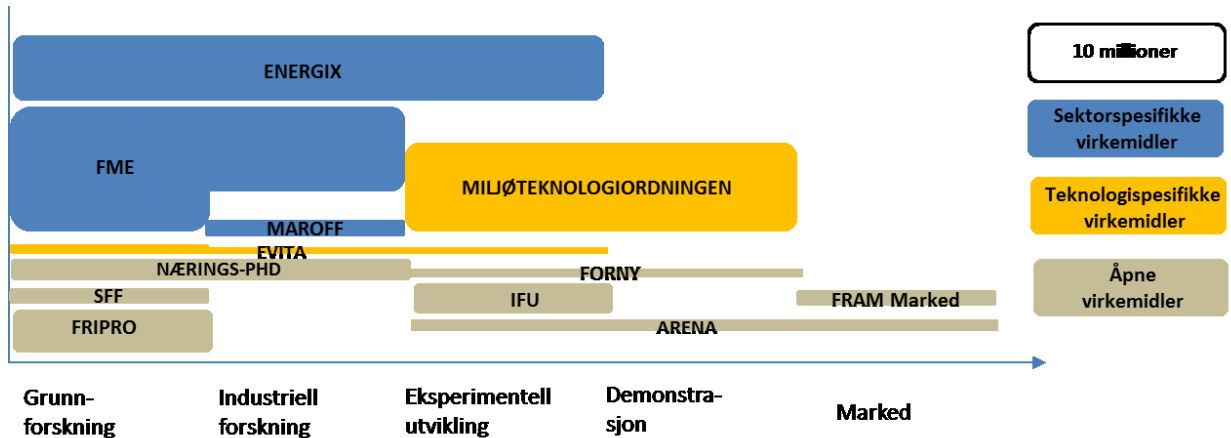 ENERGIX
FME
MILJØTEKNOLOGIORDNINGEN
MAROFF
EVITA
NÆRINGS-PHD
FORNY
SFF
IFU
FRAM Marked
FRIPRO
ARENA
10 millioner
Sektorspesifikke
virkemidler
Teknologispesifikke
virkemidler
Åpne
virkemidler
Grunn-
forskning
Industriell
forskning
Eksperimentell
utvikling
Demonstra-
sjon
Marked